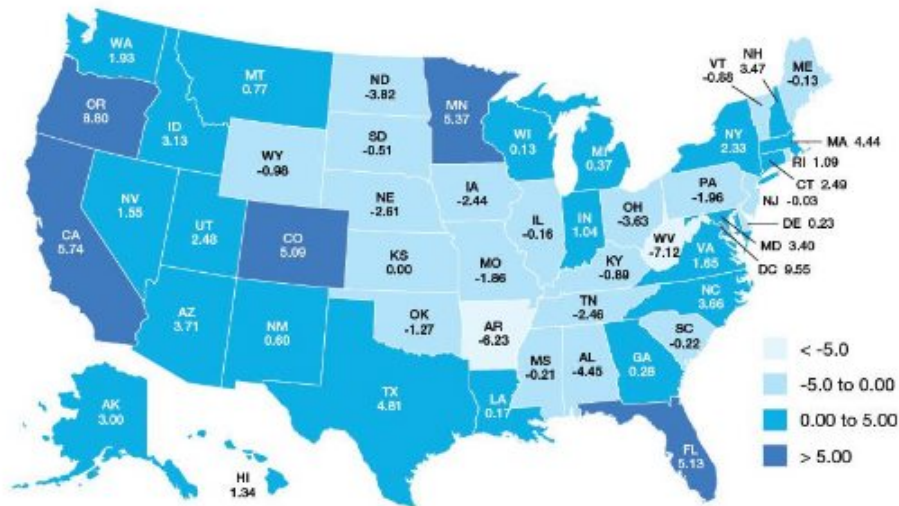 WA
1.93
OR
8.80
CA
5.74
ID
3.13
NV
1.55
MT
0.77
WY
-0.98
UT
2.48
CO
5.09
AZ
3.71
NM
0.60
ND
-3.82
SD
-0.51
NE
-2.61
KS
0.00
OK
-1.27
TX
4.81
MN
5.37
IA
-2.44
MO
-1.86
AR
-6.23
LA
0.17
WI
0.13
IL
-0.16
MI
0.37
IN
1.04
OH
-3.63
KY
-0.89
TN
-2.46
MS
-0.21
AL
-4.45
GA
0.28
FL
5.13
SC
-0.22
NC
3.66
VA
1.65
WV
-7.12
PA
-1.96
NY
2.33
VT
-0.88
NH
3.47
ME
-0.13
MA 4.44
RI 1.09
CT 2.49
NJ -0.03
DE 0.23
MD 3.40
DC 9.55
AK
3.00
HI
1.34
< -5.0
-5.0 to 0.00
0.00 to 5.00
> 5.00